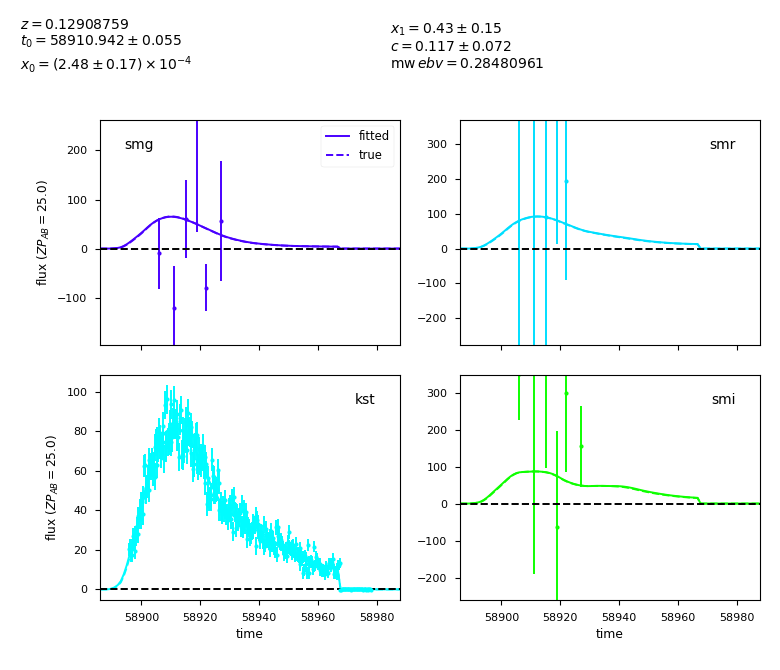 z = 0.12908759
t₀ = 58910.942 ± 0.055
x₀ = (2.48 ± 0.17) × 10⁻⁴
x₁ = 0.43 ± 0.15
c = 0.117 ± 0.072
mw ebv = 0.28480961
smg
fitted
true
200
100
0
−100
flux (ZP_AB = 25.0)
smr
300
200
100
0
−100
−200
kst
100
80
60
40
20
0
flux (ZP_AB = 25.0)
58900 58920 58940 58960 58980
time
smi
300
200
100
0
−100
−200
58900 58920 58940 58960 58980
time